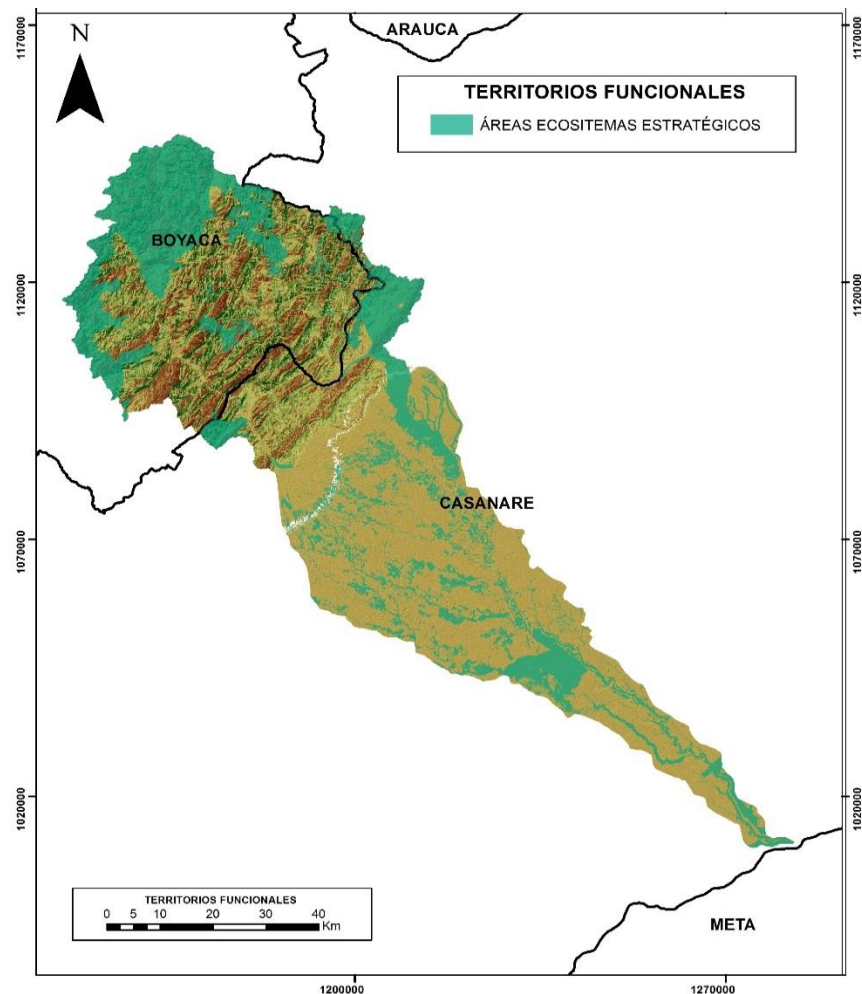 ARAUCA
N
TERRITORIOS FUNCIONALES
ÁREAS ECOSITEMAS ESTRATÉGICOS
BOYACA
CASANARE
META
TERRITORIOS FUNCIONALES
0 5 10 20 30 40
Km
1170000
1120000
1070000
1020000
1170000
1120000
1070000
1020000
1200000
1270000